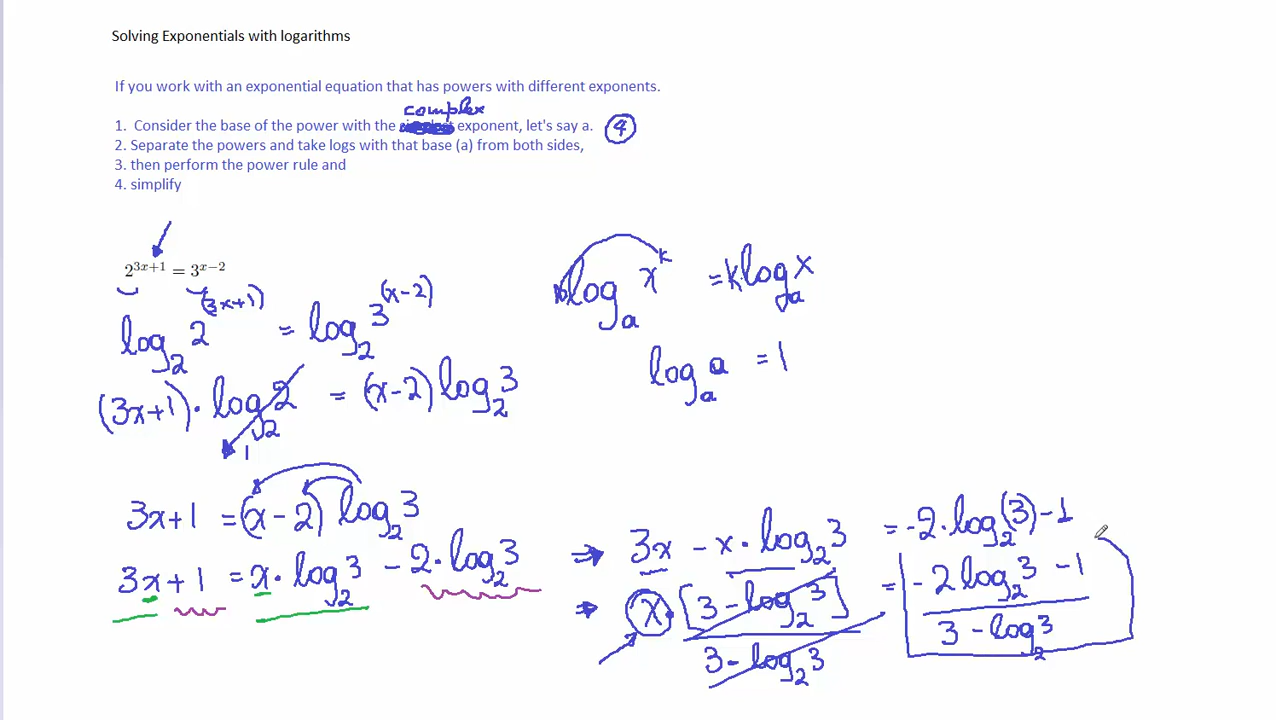 Solving Exponentials with logarithms
If you work with an exponential equation that has powers with different exponents.
complex
1. Consider the base of the power with the exponent, let's say a. 4
2. Separate the powers and take logs with that base (a) from both sides,
3. then perform the power rule and
4. simplify
2^{3x+1} = 3^{x−2}
log_2 2^{(3x+1)} = log_2 3^{(x-2)}
(3x+1)·log_2 2 = (x-2) log_2 3
1
log_a x^k = k log_a x
log_a a = 1
3x+1 = (x-2) log_2 3
3x + 1 = x·log_2 3 - 2·log_2 3
⇒ 3x - x·log_2 3 = -2·log_2(3) -1
⇒ x·[3-log_2 3] = -2log_2 3 -1
3-log_2 3 3 - log_2 3